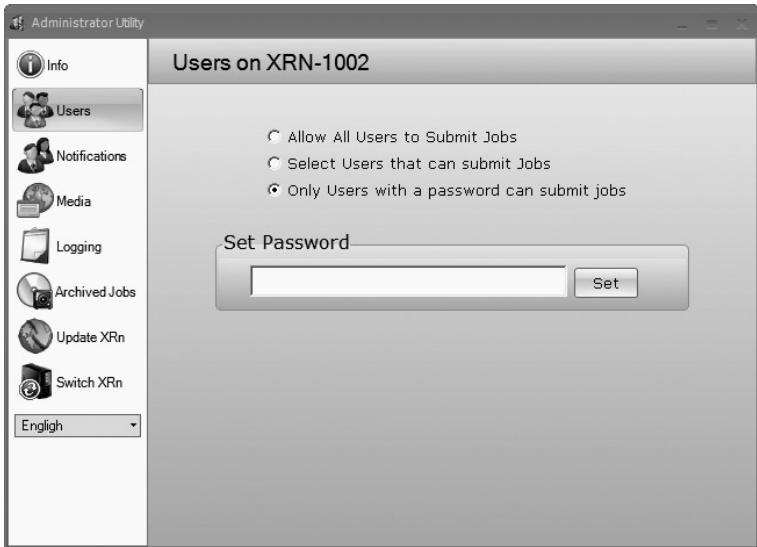 Administrator Utility
Info
Users
Notifications
Media
Logging
Archived Jobs
Update XRn
Switch XRn
Engligh
Users on XRN-1002
Allow All Users to Submit Jobs
Select Users that can submit Jobs
Only Users with a password can submit jobs
Set Password
Set